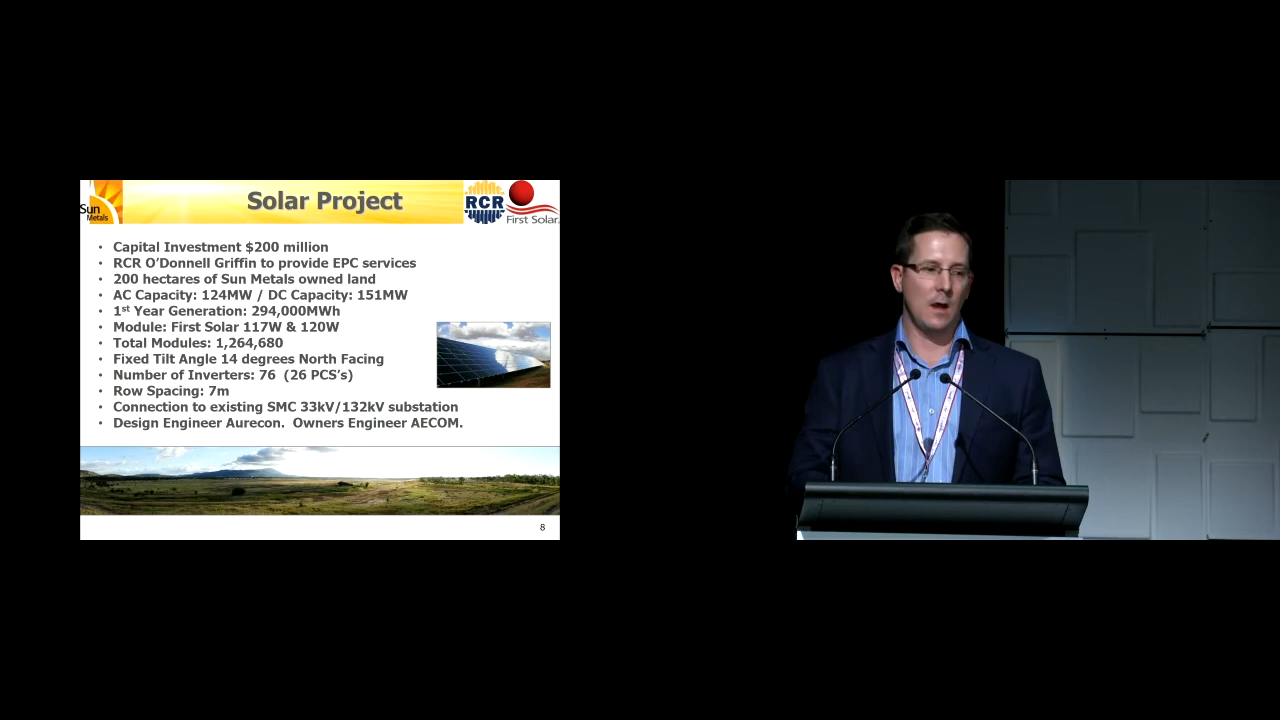 Sun
Metals
Solar Project
RCR
First Solar.
• Capital Investment $200 million
• RCR O’Donnell Griffin to provide EPC services
• 200 hectares of Sun Metals owned land
• AC Capacity: 124MW / DC Capacity: 151MW
• 1st Year Generation: 294,000MWh
• Module: First Solar 117W & 120W
• Total Modules: 1,264,680
• Fixed Tilt Angle 14 degrees North Facing
• Number of Inverters: 76  (26 PCS’s)
• Row Spacing: 7m
• Connection to existing SMC 33kV/132kV substation
• Design Engineer Aurecon.  Owners Engineer AECOM.
8